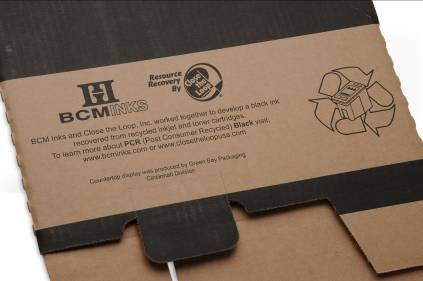 BCMINKS
Resource
Recovery
By
Close
the
Loop
BCM Inks and Close the Loop, Inc. worked together to develop a black ink
recovered from recycled inkjet and toner cartridges.
To learn more about PCR (Post Consumer Recycled) Black visit:
www.bcminks.com or www.closetheloopusa.com
Countertop display was produced by Green Bay Packaging
Cincinnati Division